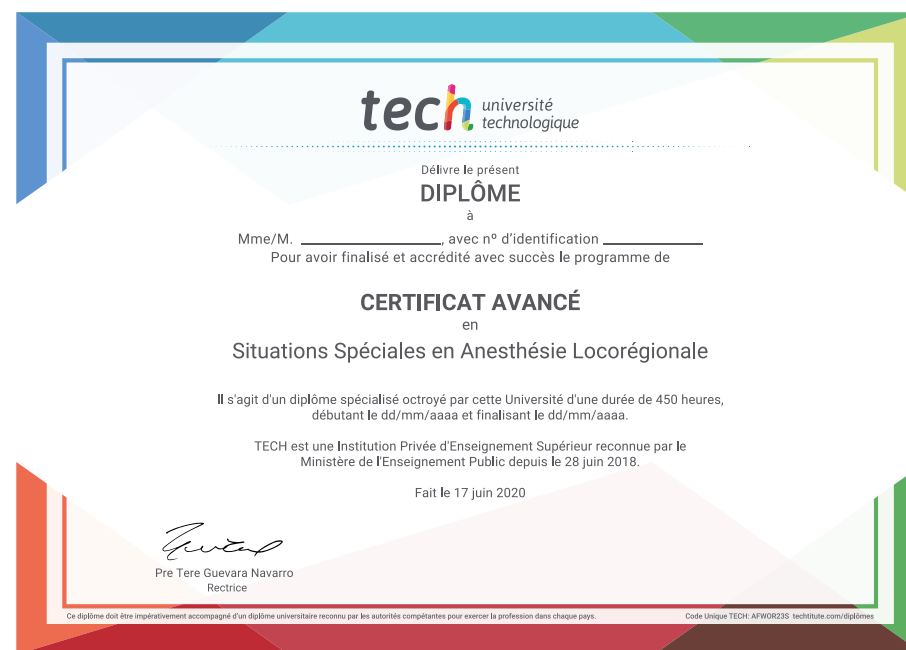 tech université
technologique
Délivre le présent
DIPLÔME
à
Mme/M. ____________________, avec nº d'identification ______________
Pour avoir finalisé et accrédité avec succès le programme de
CERTIFICAT AVANCÉ
en
Situations Spéciales en Anesthésie Locorégionale
Il s'agit d'un diplôme spécialisé octroyé par cette Université d'une durée de 450 heures,
débutant le dd/mm/aaaa et finalisant le dd/mm/aaaa.
TECH est une Institution Privée d'Enseignement Supérieur reconnue par le
Ministère de l'Enseignement Public depuis le 28 juin 2018.
Fait le 17 juin 2020
Pre Tere Guevara Navarro
Rectrice
Ce diplôme doit être impérativement accompagné d'un diplôme universitaire reconnu par les autorités compétantes pour exercer la profession dans chaque pays.
Code Unique TECH: AFWOR23S techtitute.com/diplômes